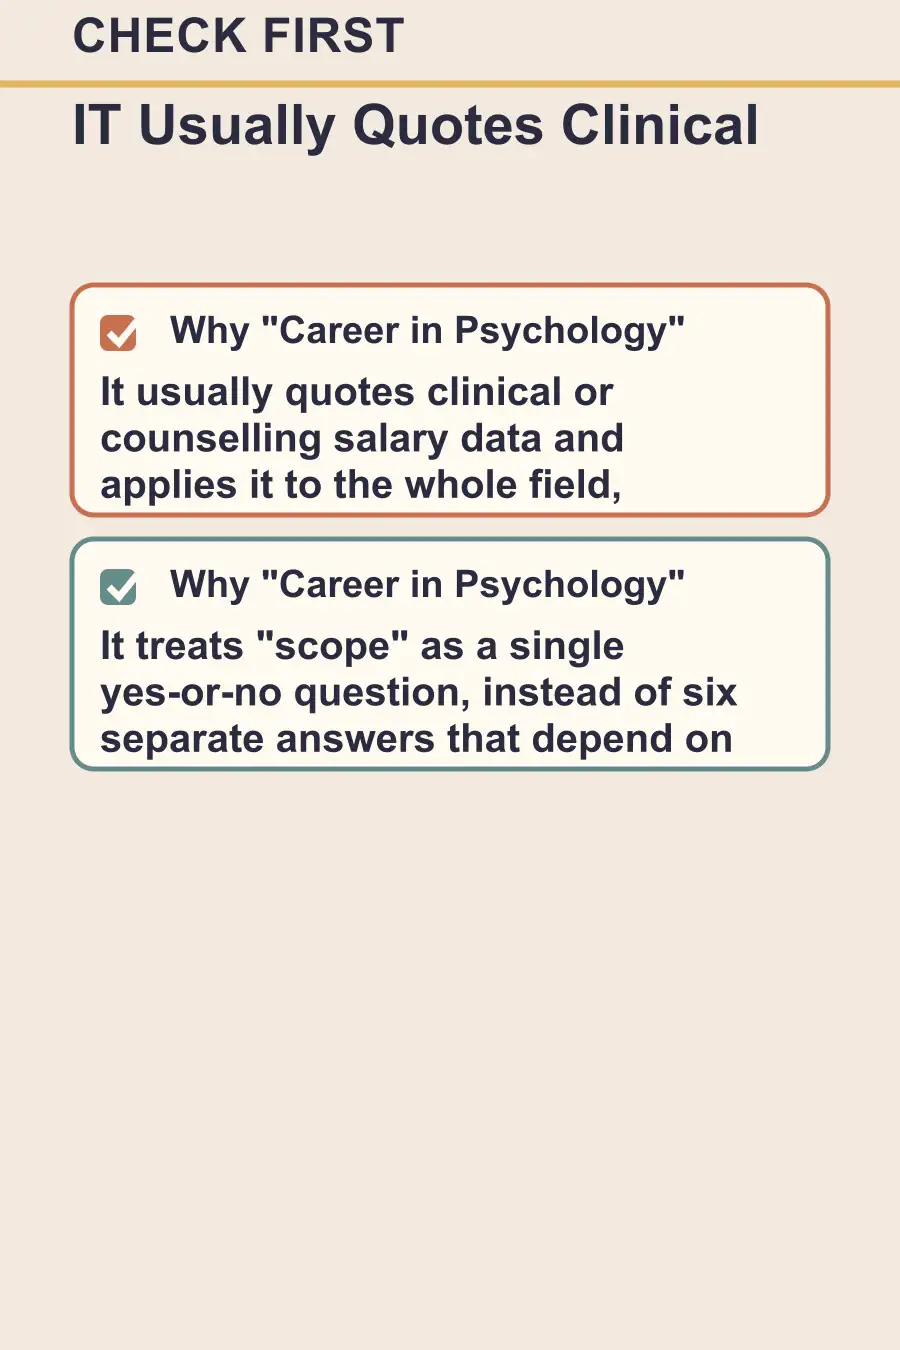 CHECK FIRST
IT Usually Quotes Clinical
Why "Career in Psychology"
It usually quotes clinical or
counselling salary data and
applies it to the whole field,
Why "Career in Psychology"
It treats "scope" as a single
yes-or-no question, instead of six
separate answers that depend on